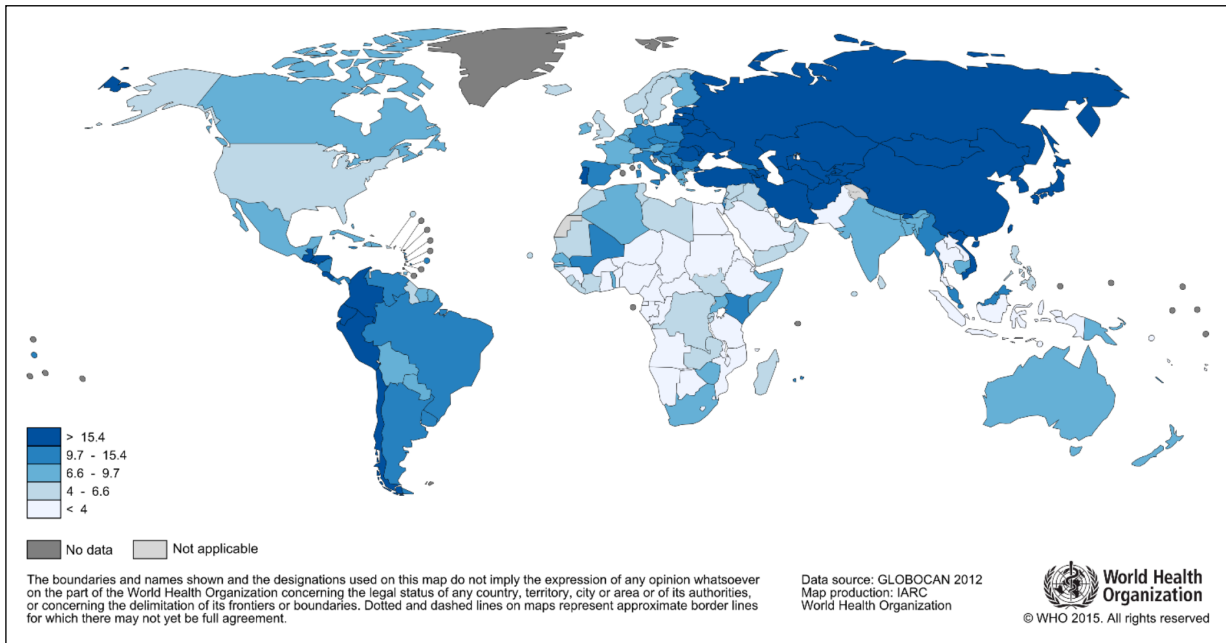 > 15.4
9.7 - 15.4
6.6 - 9.7
4 - 6.6
< 4
No data
Not applicable
The boundaries and names shown and the designations used on this map do not imply the expression of any opinion whatsoever
on the part of the World Health Organization concerning the legal status of any country, territory, city or area or of its authorities,
or concerning the delimitation of its frontiers or boundaries. Dotted and dashed lines on maps represent approximate border lines
for which there may not yet be full agreement.
Data source: GLOBOCAN 2012
Map production: IARC
World Health Organization
World Health
Organization
© WHO 2015. All rights reserved